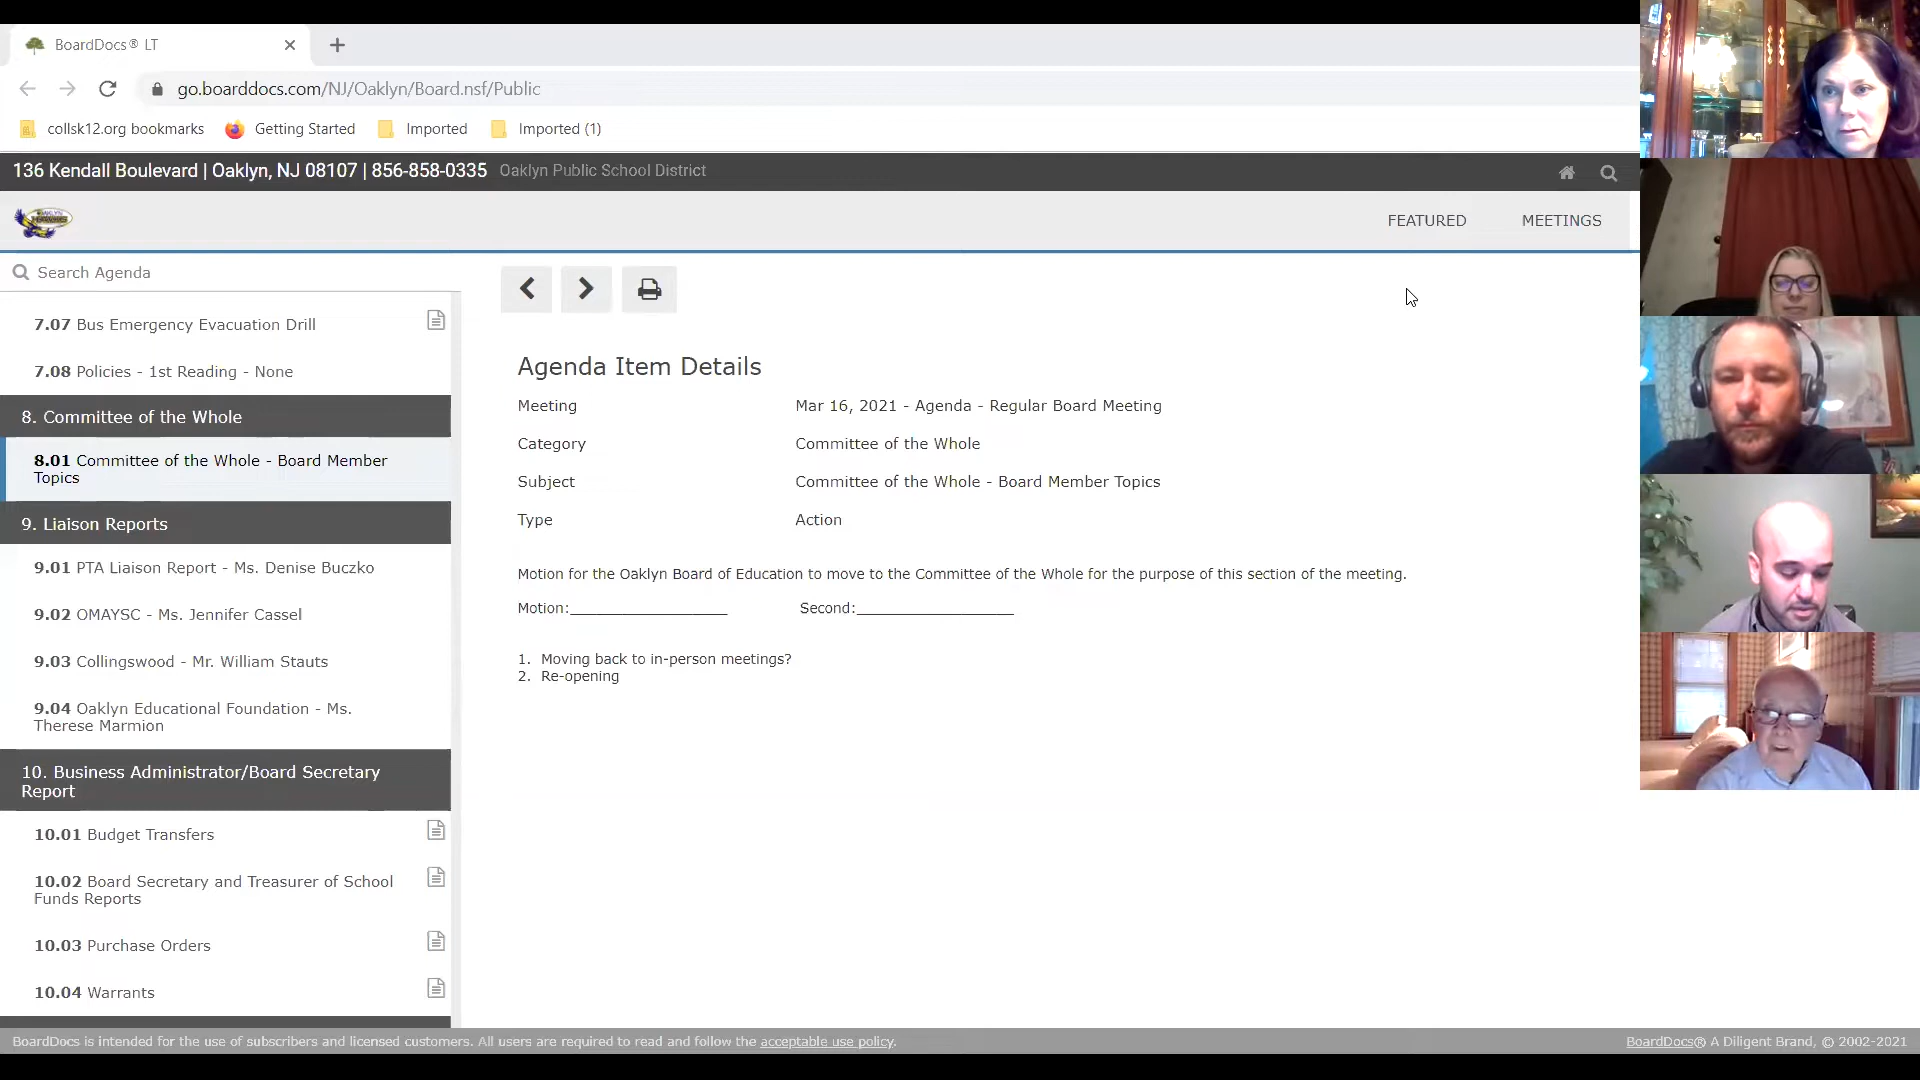 BoardDocs® LT
go.boarddocs.com/NJ/Oaklyn/Board.nsf/Public
collsk12.org bookmarks
Getting Started
Imported
Imported (1)
136 Kendall Boulevard | Oaklyn, NJ 08107 | 856-858-0335 Oaklyn Public School District
FEATURED
MEETINGS
Search Agenda
7.07 Bus Emergency Evacuation Drill
7.08 Policies - 1st Reading - None
8. Committee of the Whole
8.01 Committee of the Whole - Board Member
Topics
9. Liaison Reports
9.01 PTA Liaison Report - Ms. Denise Buczko
9.02 OMAYSC - Ms. Jennifer Cassel
9.03 Collingswood - Mr. William Stauts
9.04 Oaklyn Educational Foundation - Ms.
Therese Marmion
10. Business Administrator/Board Secretary
Report
10.01 Budget Transfers
10.02 Board Secretary and Treasurer of School
Funds Reports
10.03 Purchase Orders
10.04 Warrants
Agenda Item Details
Meeting Mar 16, 2021 - Agenda - Regular Board Meeting
Category Committee of the Whole
Subject Committee of the Whole - Board Member Topics
Type Action
Motion for the Oaklyn Board of Education to move to the Committee of the Whole for the purpose of this section of the meeting.
Motion:___________________ Second:___________________
1. Moving back to in-person meetings?
2. Re-opening
BoardDocs is intended for the use of subscribers and licensed customers. All users are required to read and follow the acceptable use policy.
BoardDocs® A Diligent Brand, © 2002-2021